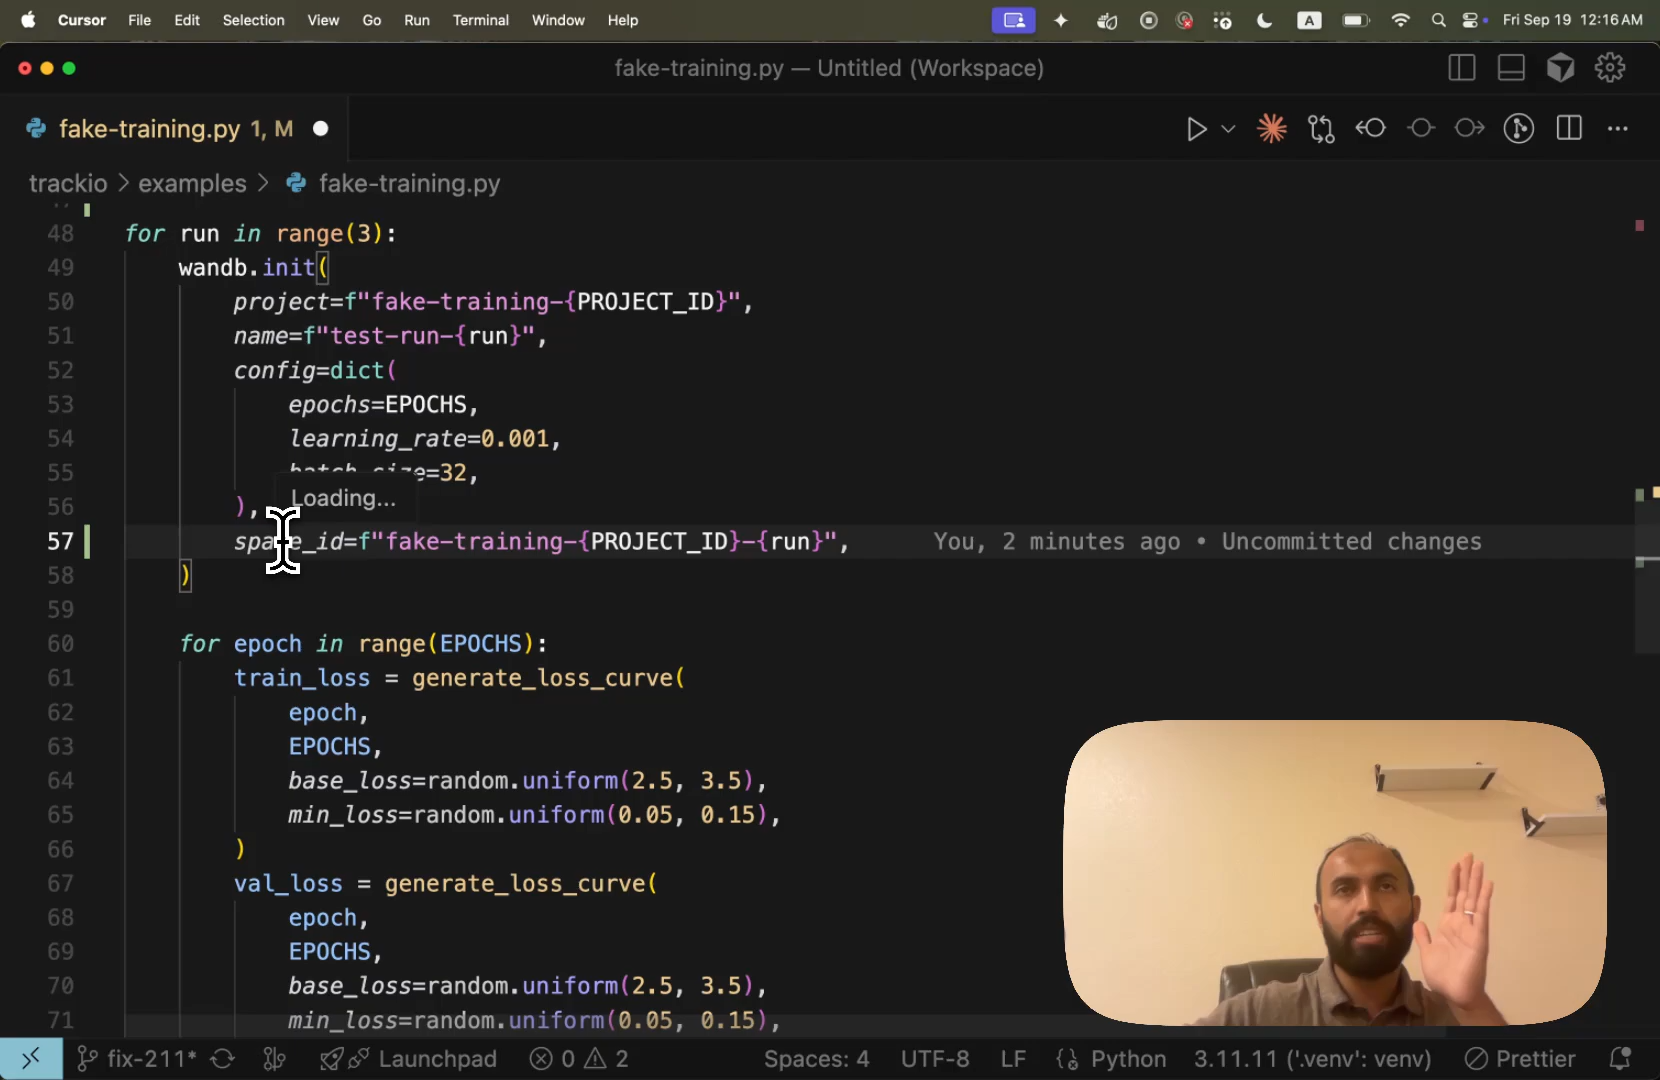 Cursor File Edit Selection View Go Run Terminal Window Help A Fri Sep 19 12:16 AM
fake-training.py — Untitled (Workspace)
fake-training.py 1, M
trackio > examples > fake-training.py
48 for run in range(3):
49 wandb.init(
50 project=f"fake-training-{PROJECT_ID}",
51 name=f"test-run-{run}",
52 config=dict(
53 epochs=EPOCHS,
54 learning_rate=0.001,
55 batch_size=32,
Loading...
56 ),
57 space_id=f"fake-training-{PROJECT_ID}-{run}", You, 2 minutes ago • Uncommitted changes
58 )
59
60 for epoch in range(EPOCHS):
61 train_loss = generate_loss_curve(
62 epoch,
63 EPOCHS,
64 base_loss=random.uniform(2.5, 3.5),
65 min_loss=random.uniform(0.05, 0.15),
66 )
67 val_loss = generate_loss_curve(
68 epoch,
69 EPOCHS,
70 base_loss=random.uniform(2.5, 3.5),
71 min_loss=random.uniform(0.05, 0.15),
fix-211* Launchpad 0 2 Spaces: 4 UTF-8 LF {} Python 3.11.11 ('.venv': venv) Prettier